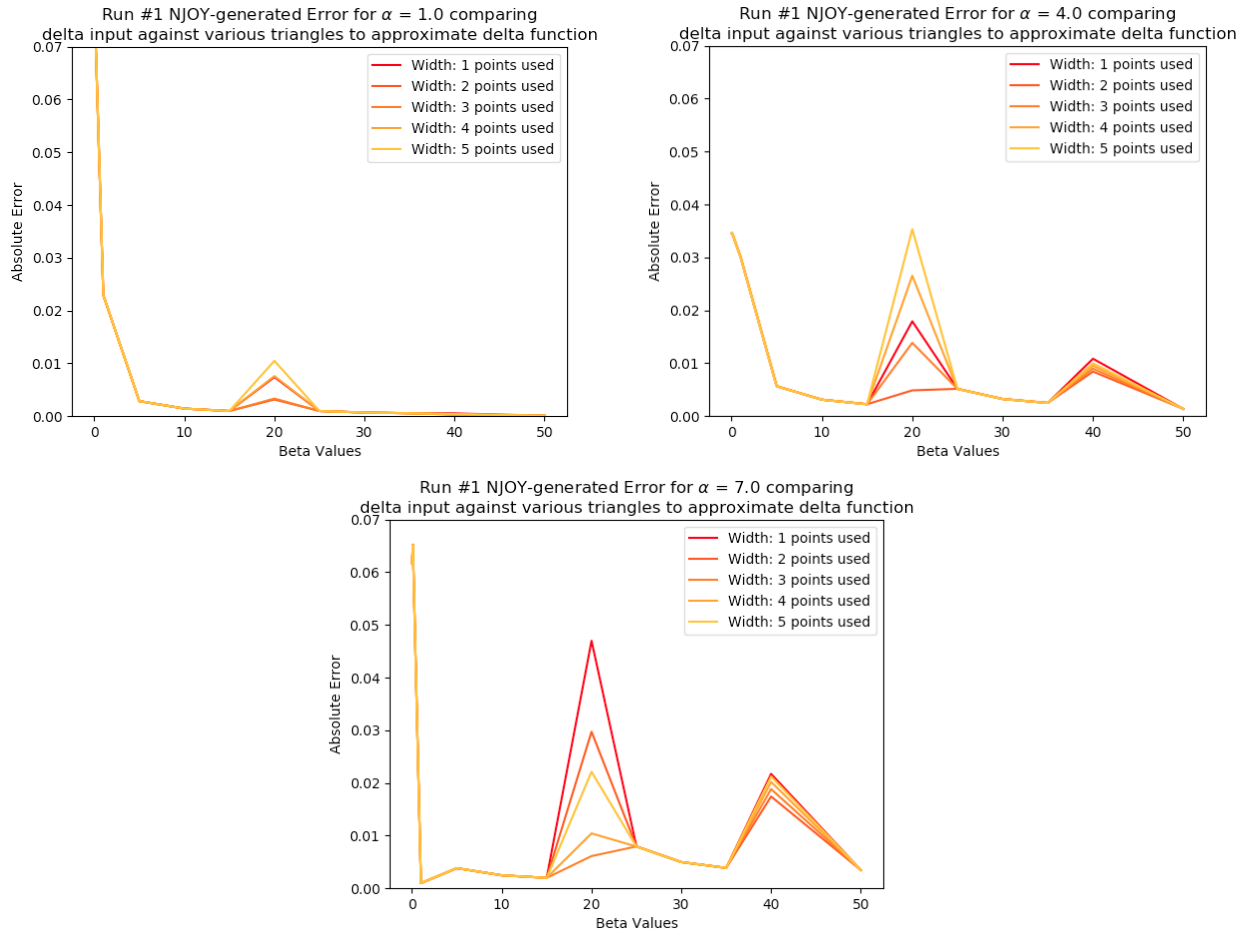 Run #1 NJOY-generated Error for α = 1.0 comparing
delta input against various triangles to approximate delta function
0.07
0.06
0.05
0.04
0.03
0.02
0.01
0.00
Absolute Error
0
10
20
30
40
50
Beta Values
Width: 1 points used
Width: 2 points used
Width: 3 points used
Width: 4 points used
Width: 5 points used
Run #1 NJOY-generated Error for α = 4.0 comparing
delta input against various triangles to approximate delta function
0.07
0.06
0.05
0.04
0.03
0.02
0.01
0.00
Absolute Error
0
10
20
30
40
50
Beta Values
Width: 1 points used
Width: 2 points used
Width: 3 points used
Width: 4 points used
Width: 5 points used
Run #1 NJOY-generated Error for α = 7.0 comparing
delta input against various triangles to approximate delta function
0.07
0.06
0.05
0.04
0.03
0.02
0.01
0.00
Absolute Error
0
10
20
30
40
50
Beta Values
Width: 1 points used
Width: 2 points used
Width: 3 points used
Width: 4 points used
Width: 5 points used